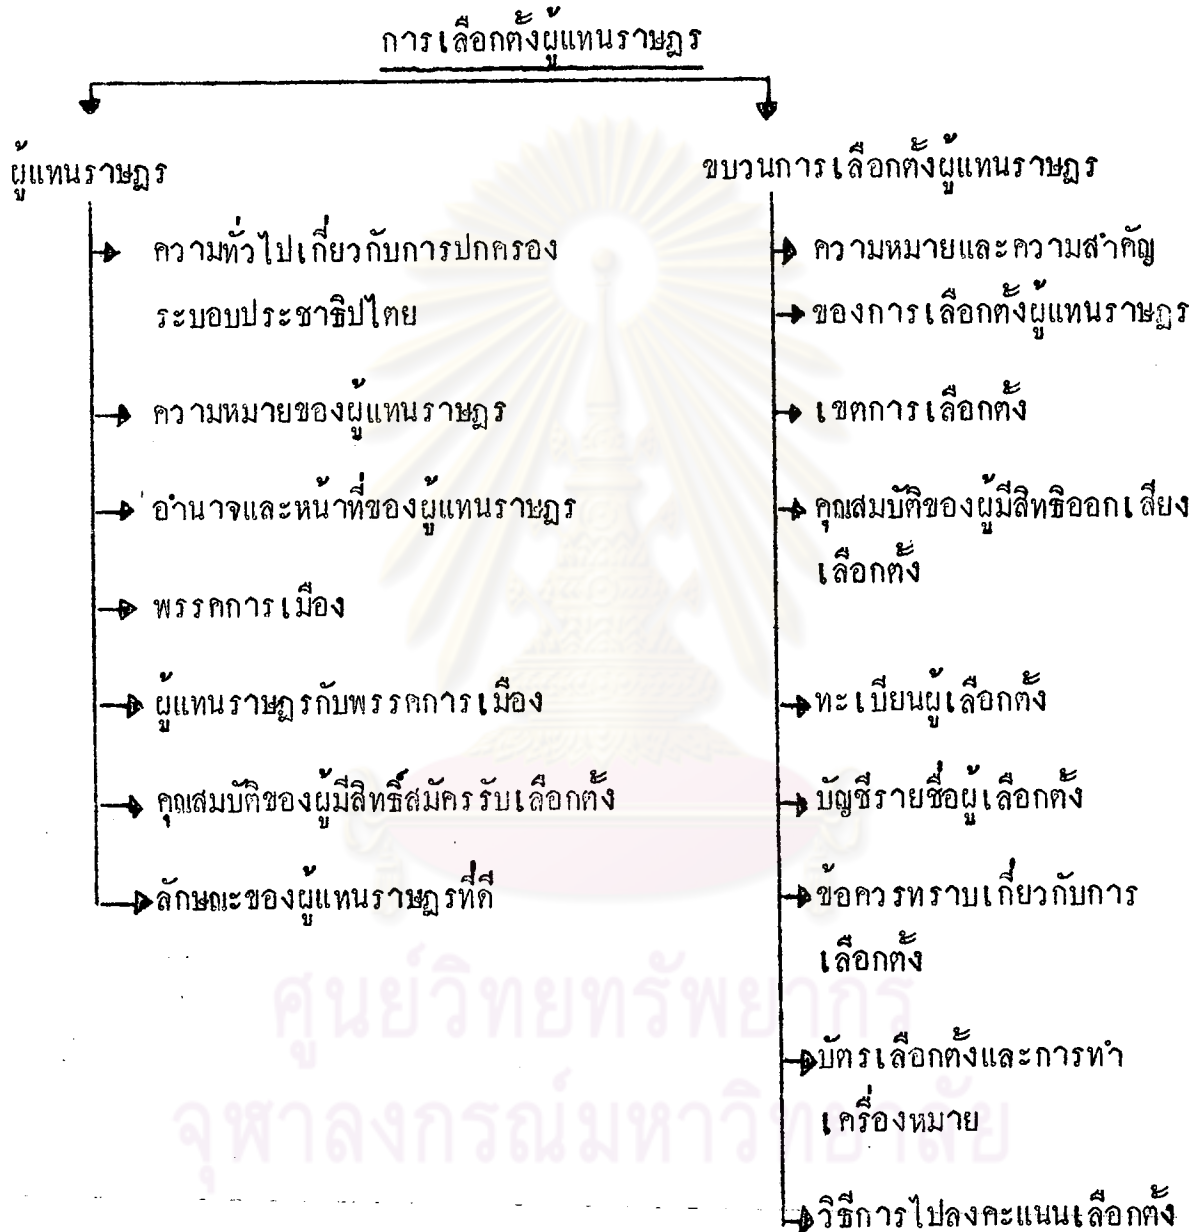 การเลือกตั้งผู้แทนราษฎร
ผู้แทนราษฎร
ความทั่วไปเกี่ยวกับการปกครอง
ระบอบประชาธิปไตย
ความหมายของผู้แทนราษฎร
อำนาจและหน้าที่ของผู้แทนราษฎร
พรรคการเมือง
ผู้แทนราษฎรกับพรรคการเมือง
คุณสมบัติของผู้มีสิทธิ์สมัครรับเลือกตั้ง
ลักษณะของผู้แทนราษฎรที่ดี
ขบวนการเลือกตั้งผู้แทนราษฎร
ความหมายและความสำคัญ
ของการเลือกตั้งผู้แทนราษฎร
เขตการเลือกตั้ง
คุณสมบัติของผู้มีสิทธิออกเสียง
เลือกตั้ง
ทะเบียนผู้เลือกตั้ง
บัญชีรายชื่อผู้เลือกตั้ง
ข้อควรทราบเกี่ยวกับการ
เลือกตั้ง
บัตรเลือกตั้งและการทำ
เครื่องหมาย
วิธีการไปลงคะแนนเลือกตั้ง
ศูนย์วิทยทรัพยากร
จุฬาลงกรณ์มหาวิทยาลัย